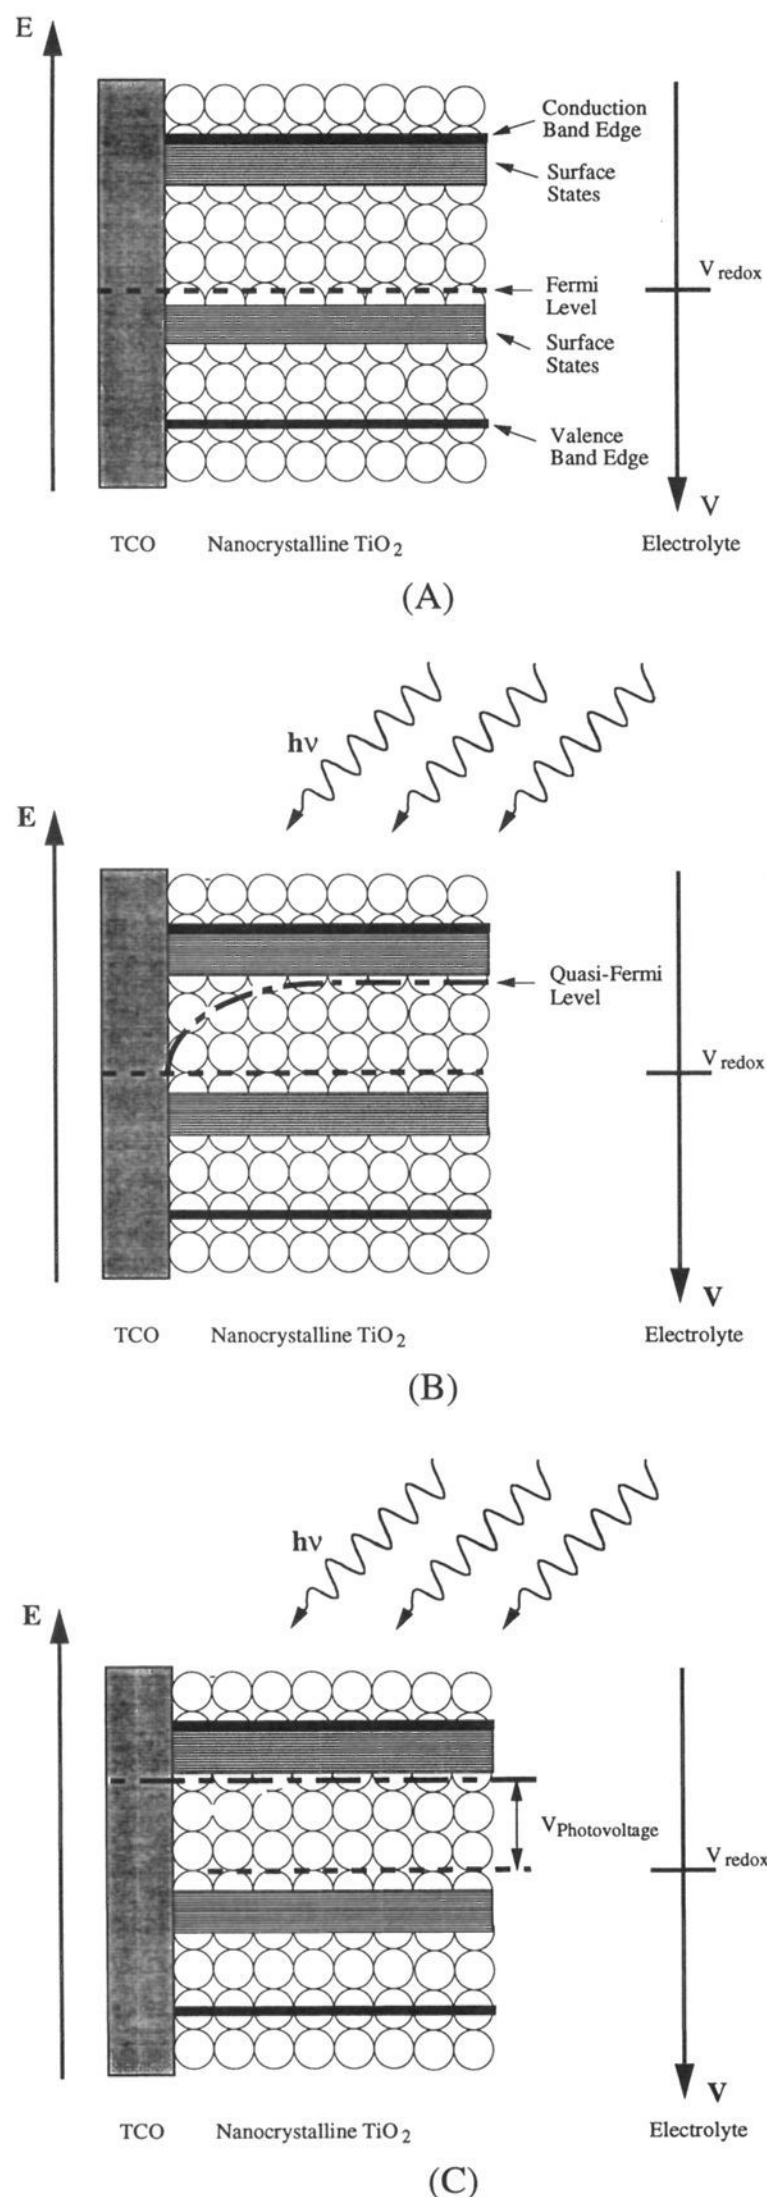 E
Conduction
Band Edge
Surface
States
Fermi
Level
V redox
Surface
States
Valence
Band Edge
V
TCO
Nanocrystalline TiO2
Electrolyte
(A)
hν
E
Quasi-Fermi
Level
V redox
V
TCO
Nanocrystalline TiO2
Electrolyte
(B)
hν
E
VPhotovoltage
V redox
V
TCO
Nanocrystalline TiO2
Electrolyte
(C)